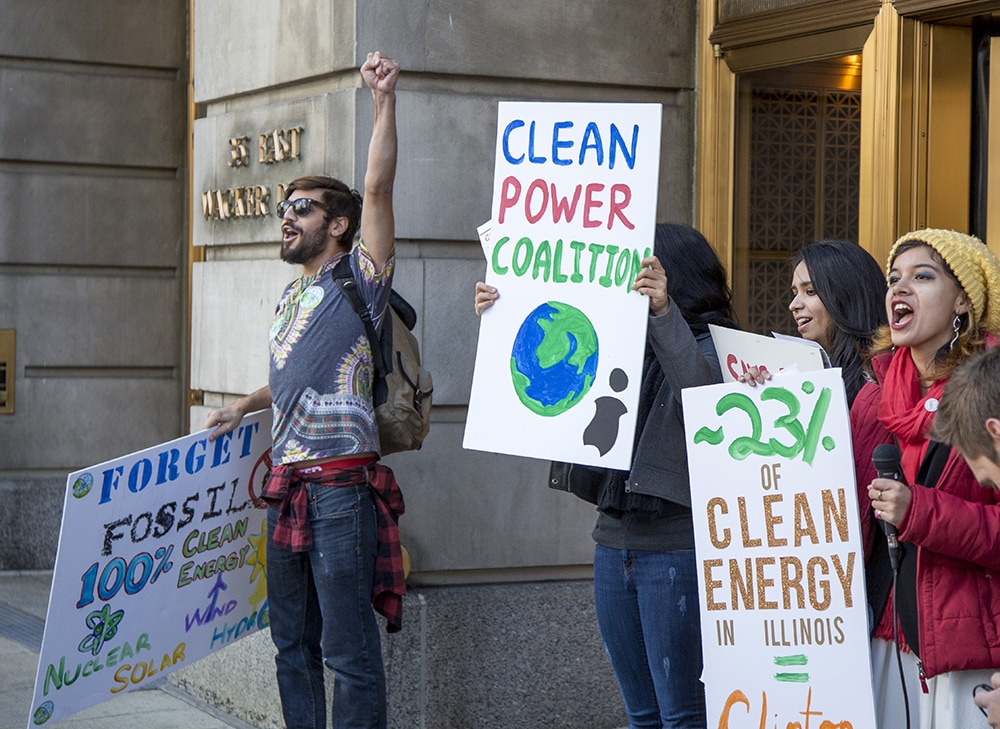 35 EAST
WACKER
FORGET
FOSSIL
100% CLEAN ENERGY
WIND
HYDRO
NUCLEAR
SOLAR
CLEAN
POWER
COALITION
~23%
OF
CLEAN
ENERGY
IN ILLINOIS
=
Clinton